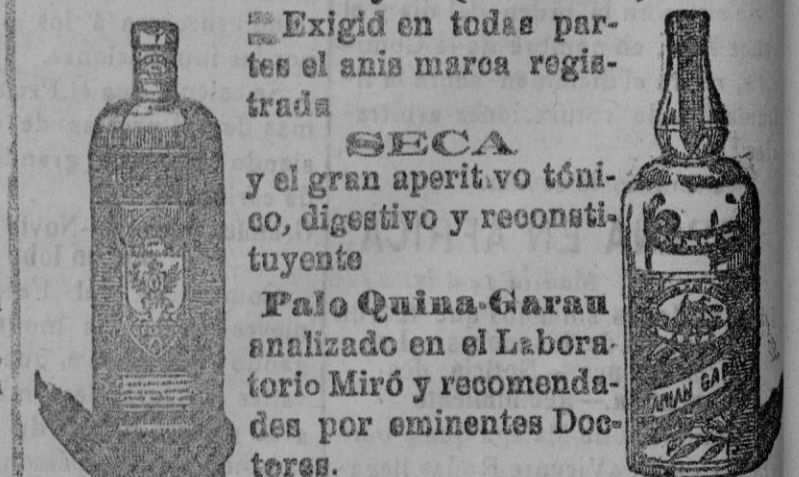 Exigid en todas par-
tes el anis marca regis-
trada
SECA
y el gran aperitivo tóni-
co, digestivo y reconsti-
tuyente
Palo Quina-Garau
analizado en el Labora-
torio Miró y recomenda-
des por eminentes Doc-
tores.